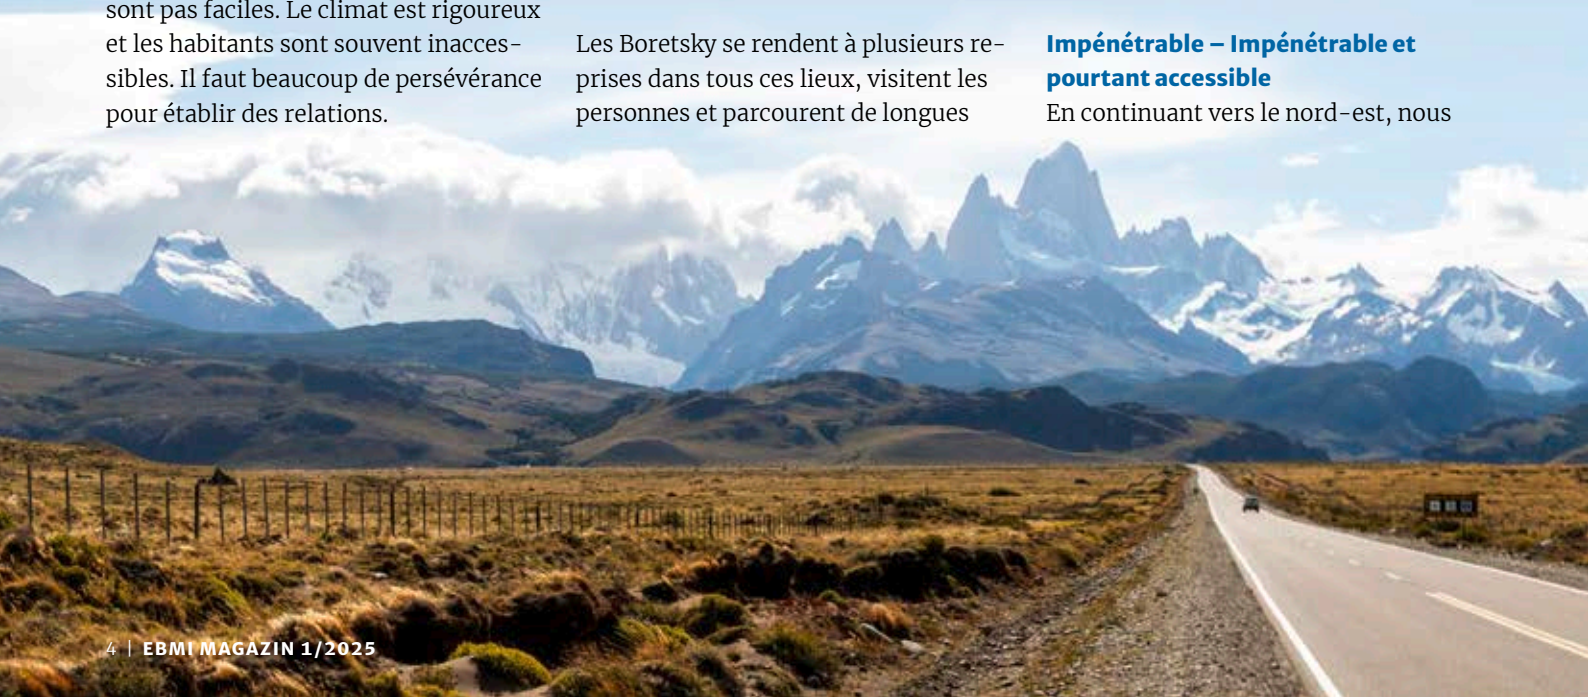 sont pas faciles. Le climat est rigoureux
et les habitants sont souvent inacces-
sibles. Il faut beaucoup de persévérance
pour établir des relations.
Les Boretsky se rendent à plusieurs re-
prises dans tous ces lieux, visitent les
personnes et parcourent de longues
Impénétrable – Impénétrable et
pourtant accessible
En continuant vers le nord-est, nous
4 | EBMI MAGAZIN 1/2025